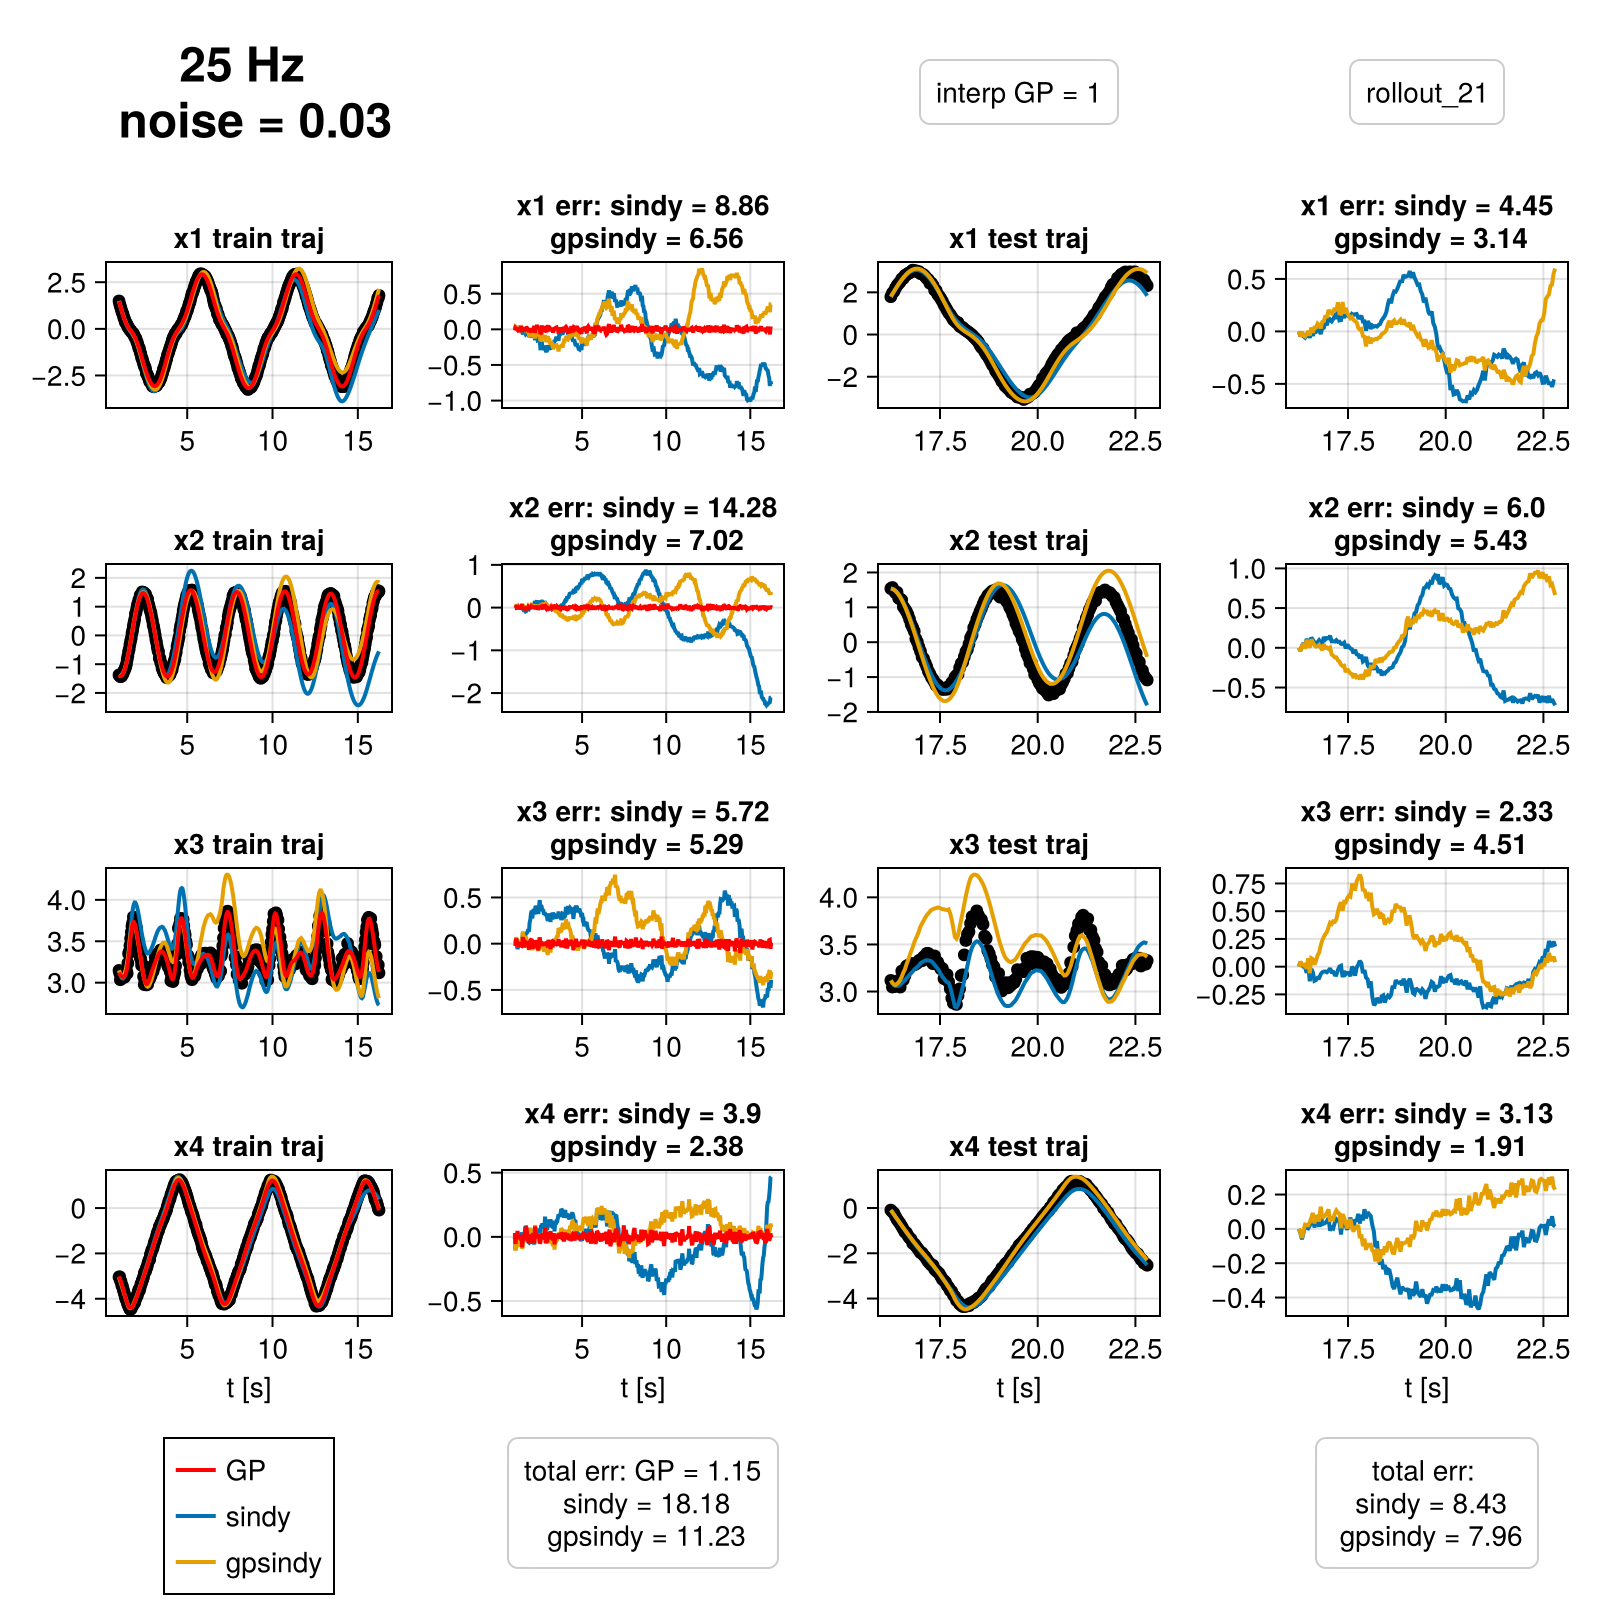 25 Hz
noise = 0.03
interp GP = 1
rollout_21
x1 train traj
2.5
0.0
−2.5
5
10
15
x1 err: sindy = 8.86
gpsindy = 6.56
0.5
0.0
−0.5
−1.0
5
10
15
x1 test traj
2
0
−2
17.5
20.0
22.5
x1 err: sindy = 4.45
gpsindy = 3.14
0.5
0.0
−0.5
17.5
20.0
22.5
x2 train traj
2
1
0
−1
−2
5
10
15
x2 err: sindy = 14.28
gpsindy = 7.02
1
0
−1
−2
5
10
15
x2 test traj
2
1
0
−1
−2
17.5
20.0
22.5
x2 err: sindy = 6.0
gpsindy = 5.43
1.0
0.5
0.0
−0.5
17.5
20.0
22.5
x3 train traj
4.0
3.5
3.0
5
10
15
x3 err: sindy = 5.72
gpsindy = 5.29
0.5
0.0
−0.5
5
10
15
x3 test traj
4.0
3.5
3.0
17.5
20.0
22.5
x3 err: sindy = 2.33
gpsindy = 4.51
0.75
0.50
0.25
0.00
−0.25
17.5
20.0
22.5
x4 train traj
0
−2
−4
5
10
15
t [s]
x4 err: sindy = 3.9
gpsindy = 2.38
0.5
0.0
−0.5
5
10
15
t [s]
x4 test traj
0
−2
−4
17.5
20.0
22.5
t [s]
x4 err: sindy = 3.13
gpsindy = 1.91
0.2
0.0
−0.2
−0.4
17.5
20.0
22.5
t [s]
GP
sindy
gpsindy
total err: GP = 1.15
sindy = 18.18
gpsindy = 11.23
total err:
sindy = 8.43
gpsindy = 7.96